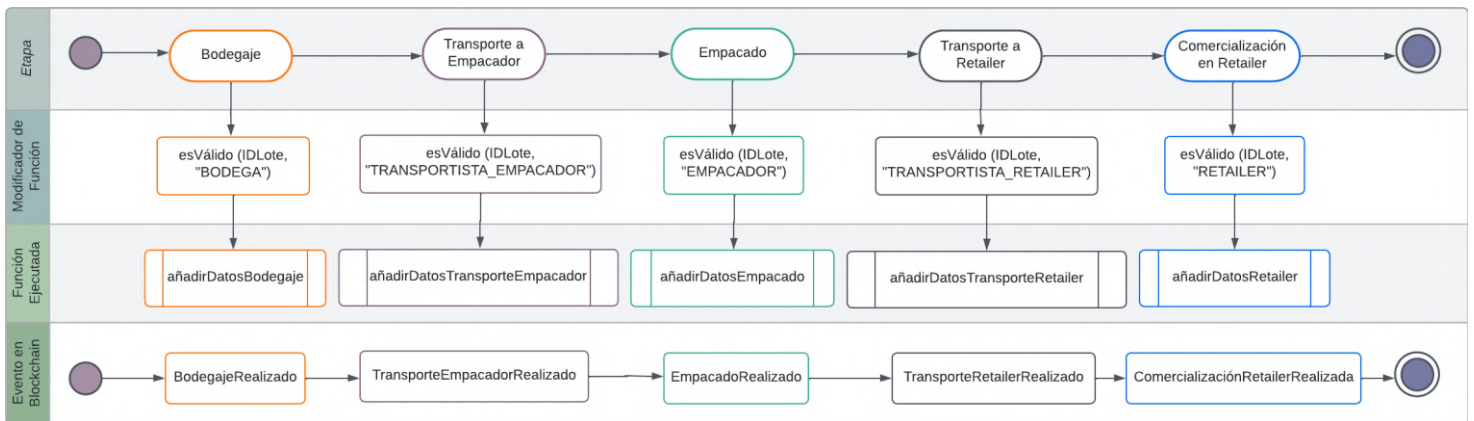 Etapa
Bodegaje
Transporte a
Empacador
Empacado
Transporte a
Retailer
Comercialización
en Retailer
Modificador de
Función
esVálido (IDLote,
"BODEGA")
esVálido (IDLote,
"TRANSPORTISTA_EMPACADOR")
esVálido (IDLote,
"EMPACADOR")
esVálido (IDLote,
"TRANSPORTISTA_RETAILER")
esVálido (IDLote,
"RETAILER")
Función
Ejecutada
añadirDatosBodegaje
añadirDatosTransporteEmpacador
añadirDatosEmpacado
añadirDatosTransporteRetailer
añadirDatosRetailer
Evento en
Blockchain
BodegajeRealizado
TransporteEmpacadorRealizado
EmpacadoRealizado
TransporteRetailerRealizado
ComercializaciónRetailerRealizada